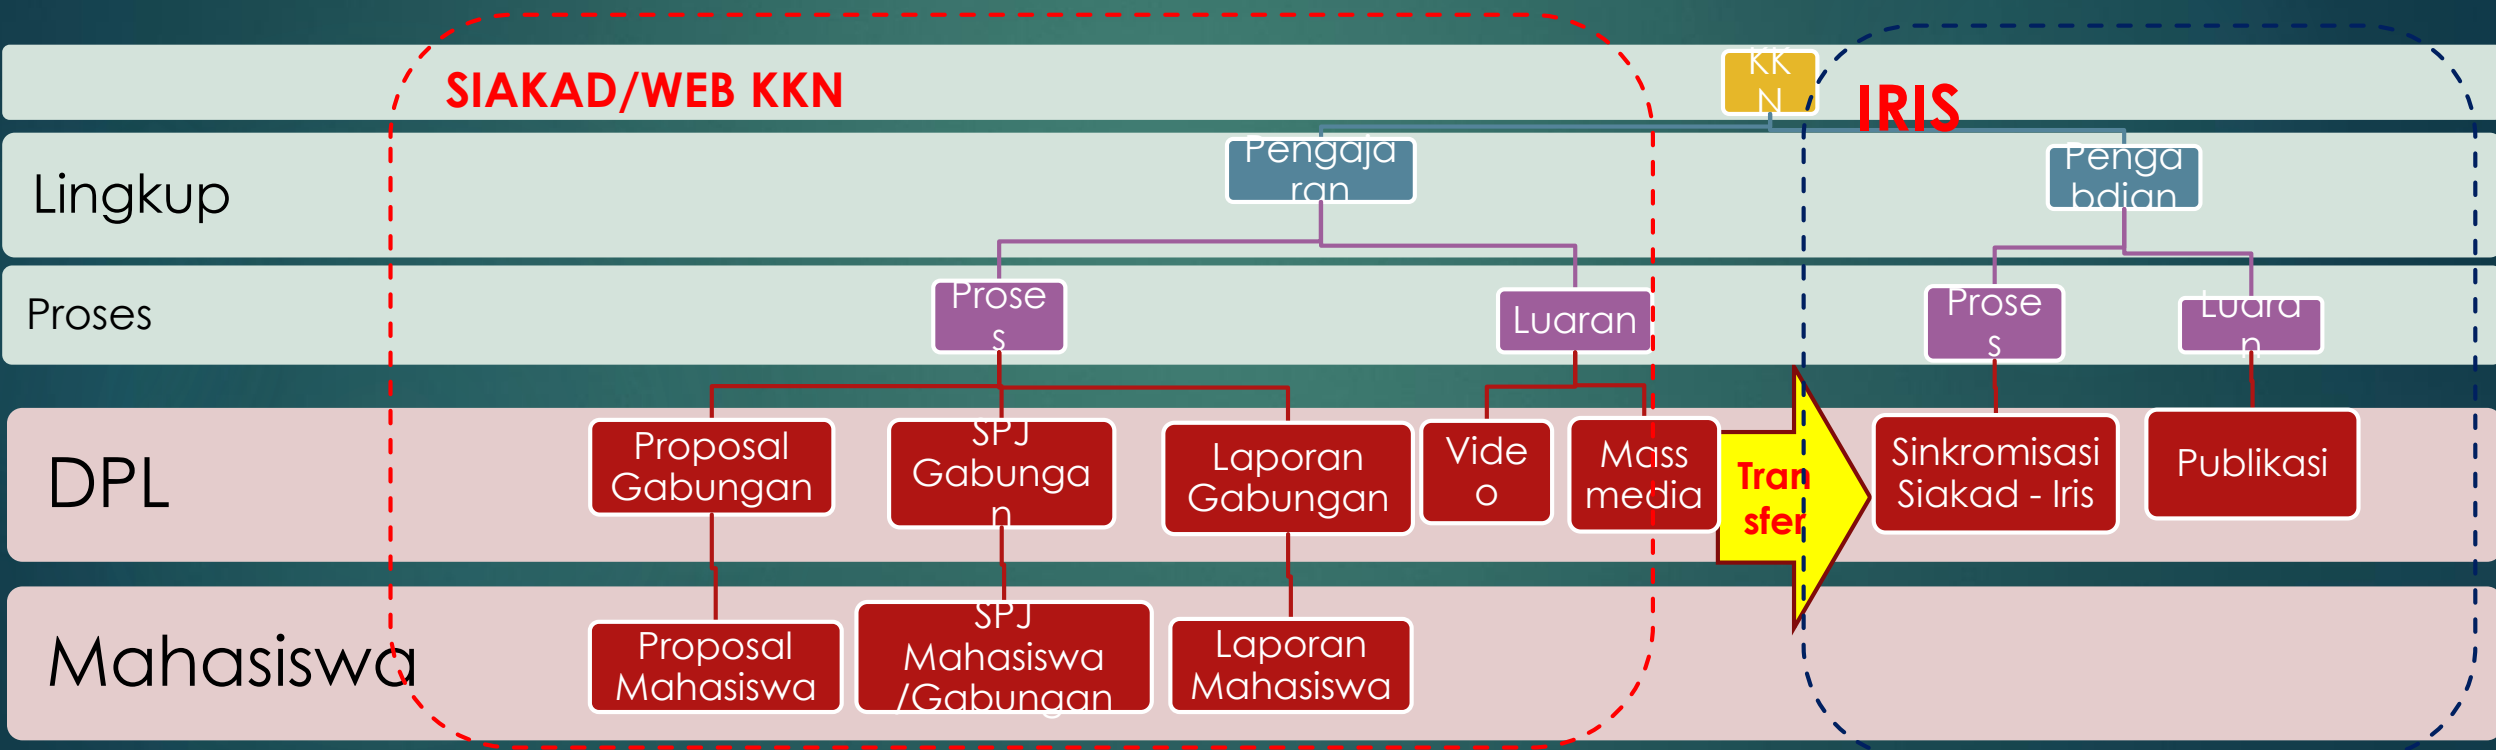 SIAKAD/WEB KKN
KK
N
IRIS
Lingkup
Pengaja
ran
Penga
bdian
Proses
Prose
s
Luaran
Prose
s
Luara
n
DPL
Proposal
Gabungan
SPJ
Gabunga
n
Laporan
Gabungan
Vide
o
Mass
media
Tran
sfer
Sinkromisasi
Siakad - Iris
Publikasi
Mahasiswa
Proposal
Mahasiswa
SPJ
Mahasiswa
/Gabungan
Laporan
Mahasiswa